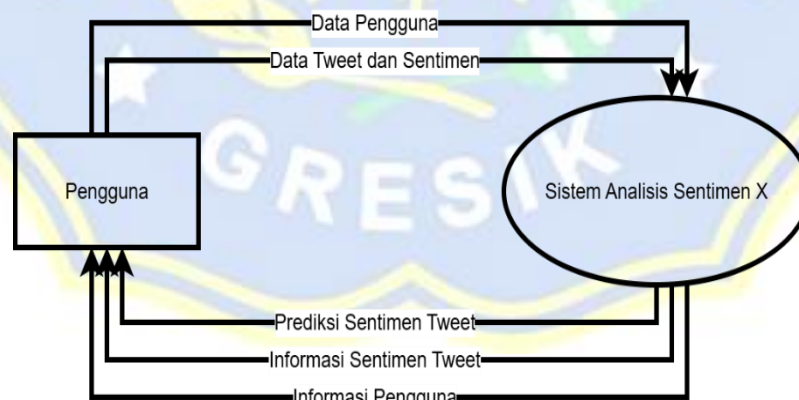 Data Pengguna
Data Tweet dan Sentimen
GRESIK
Pengguna
Sistem Analisis Sentimen X
Prediksi Sentimen Tweet
Informasi Sentimen Tweet
Informasi Pengguna